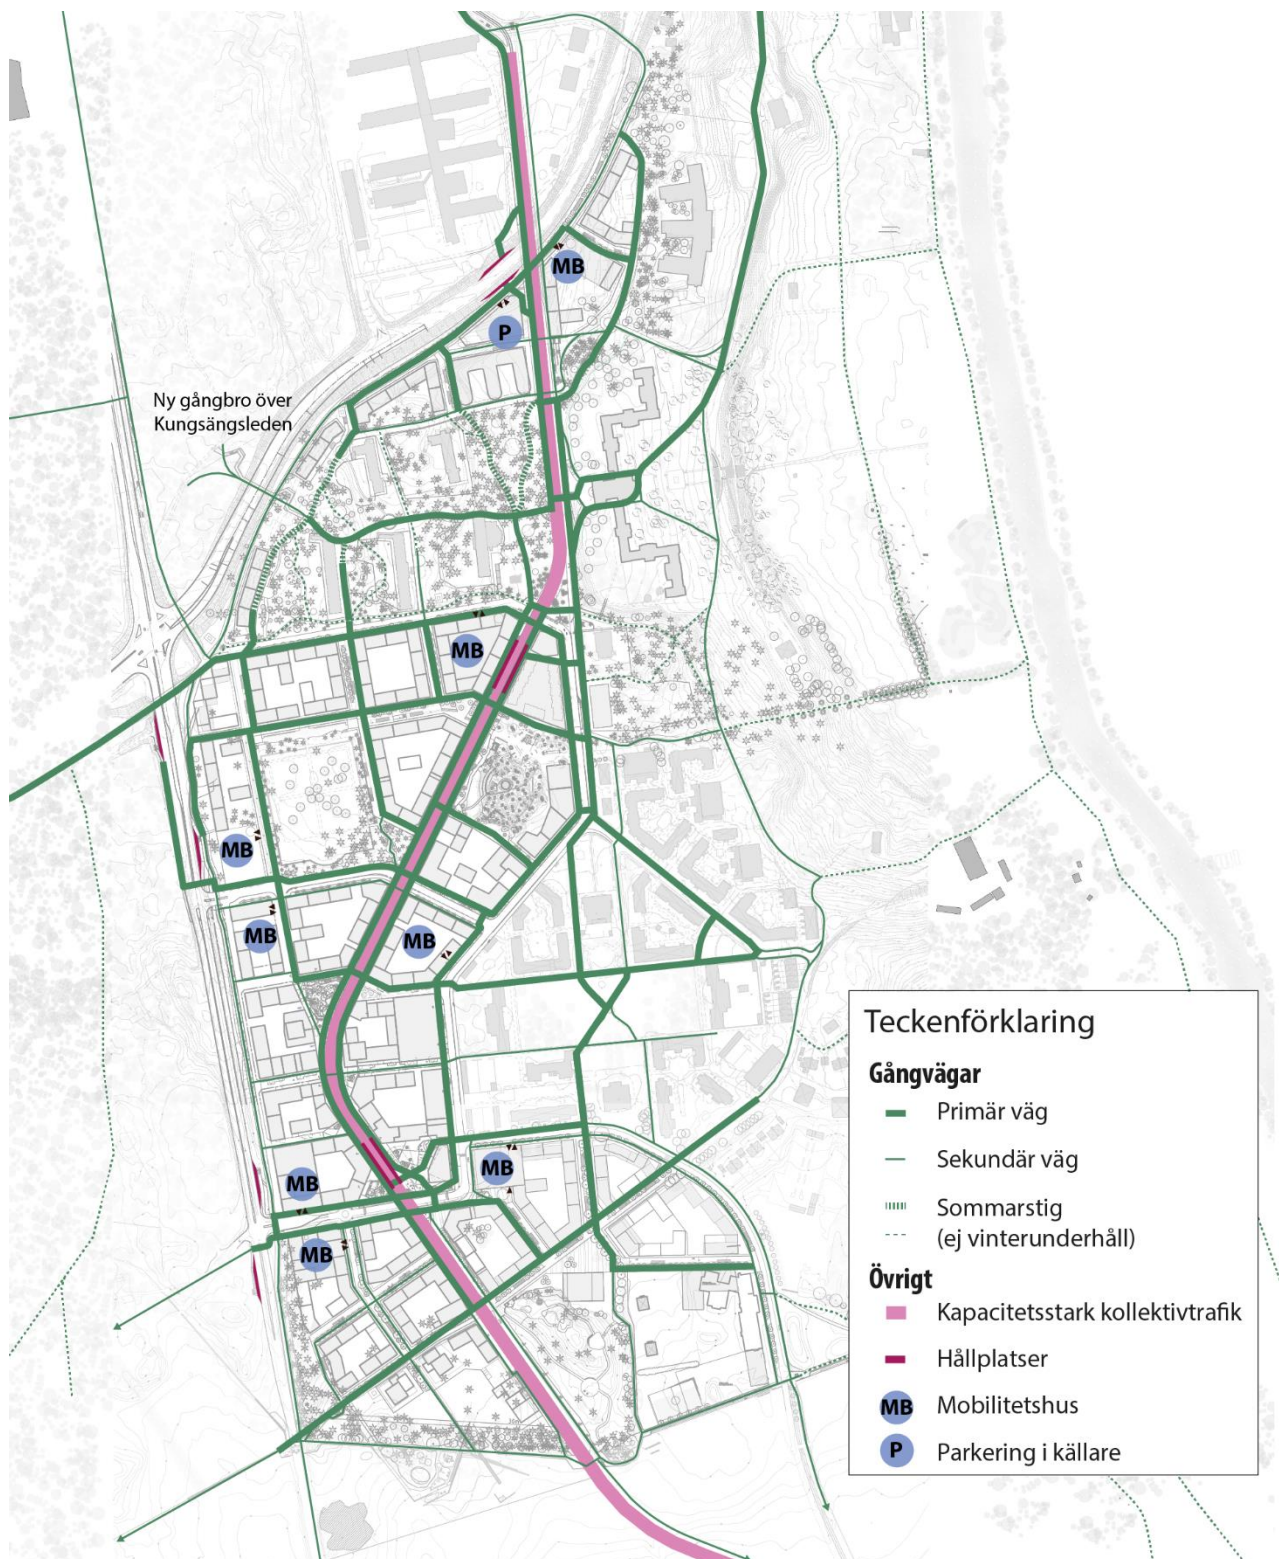 MB
P
Ny gångbro över
Kungsängsleden
MB
MB
MB
MB
MB
MB
MB
Teckenförklaring
Gångvägar
Primär väg
Sekundär väg
Sommarstig
(ej vinterunderhåll)
Övrigt
Kapacitetsstark kollektivtrafik
Hållplatser
MB Mobilitetshus
P Parkering i källare